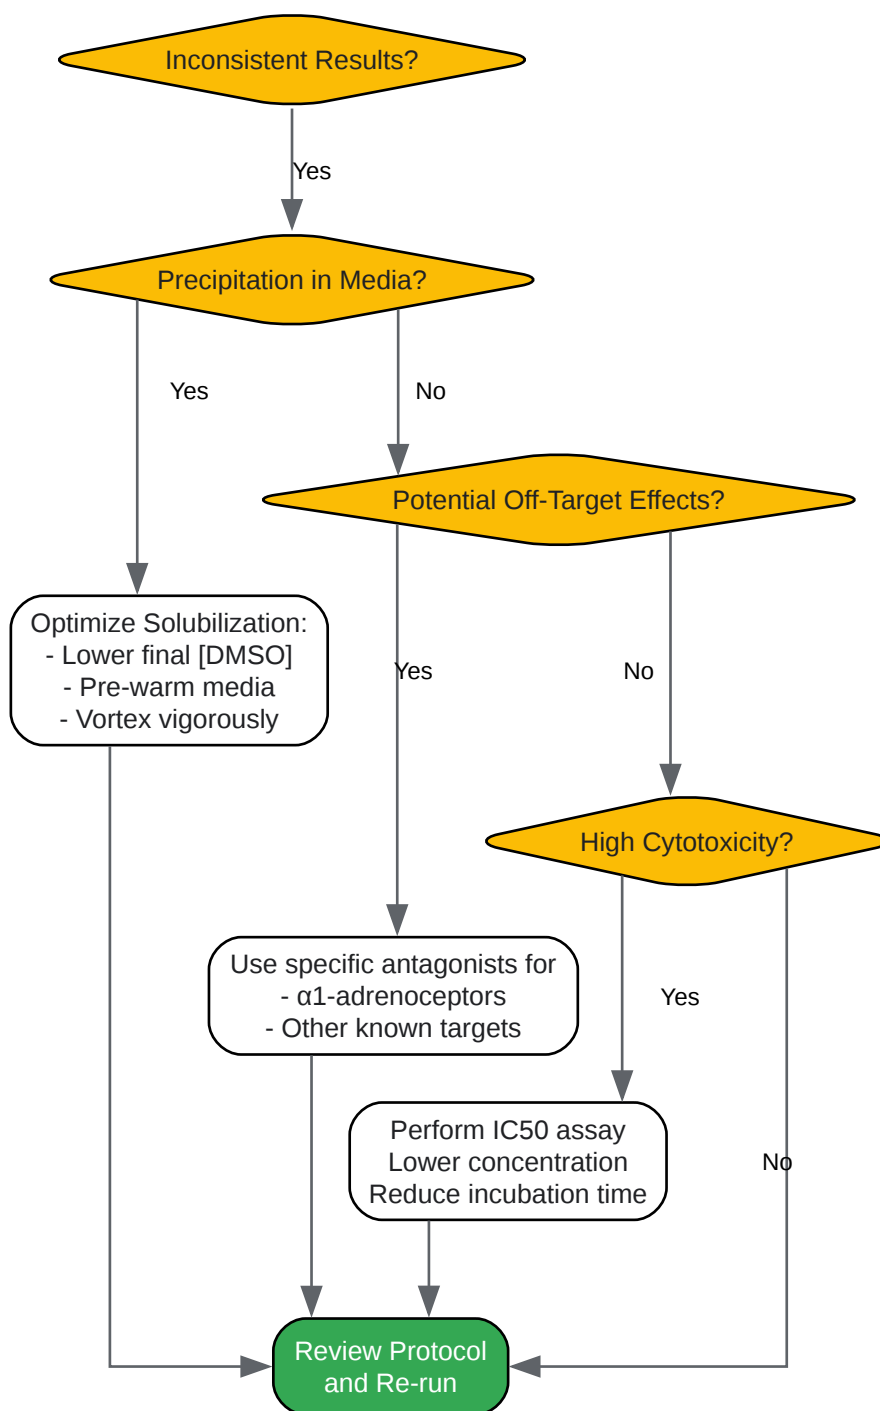 Inconsistent Results?
Yes
Precipitation in Media?
Yes
No
Potential Off-Target Effects?
Optimize Solubilization:
- Lower final [DMSO]
- Pre-warm media
- Vortex vigorously
Yes
No
High Cytotoxicity?
Use specific antagonists for
- α1-adrenoceptors
- Other known targets
Yes
Perform IC50 assay
Lower concentration
Reduce incubation time
No
Review Protocol
and Re-run